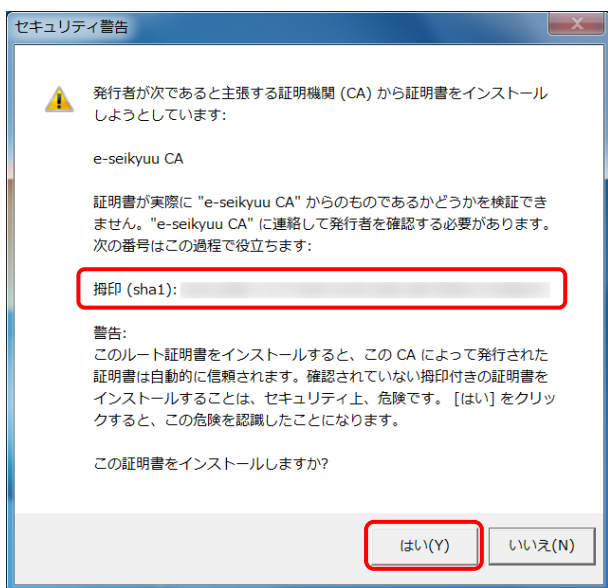 セキュリティ警告
発行者が次であると主張する証明機関 (CA) から証明書をインストール
しようとしています:
e-seikyuu CA
証明書が実際に "e-seikyuu CA" からのものであるかどうかを検証でき
ません。"e-seikyuu CA" に連絡して発行者を確認する必要があります。
次の番号はこの過程で役立ちます:
拇印 (sha1):
警告:
このルート証明書をインストールすると、この CA によって発行された
証明書は自動的に信頼されます。確認されていない拇印付きの証明書を
インストールすることは、セキュリティ上、危険です。 [はい] をクリッ
クすると、この危険を認識したことになります。
この証明書をインストールしますか?
はい(Y)
いいえ(N)